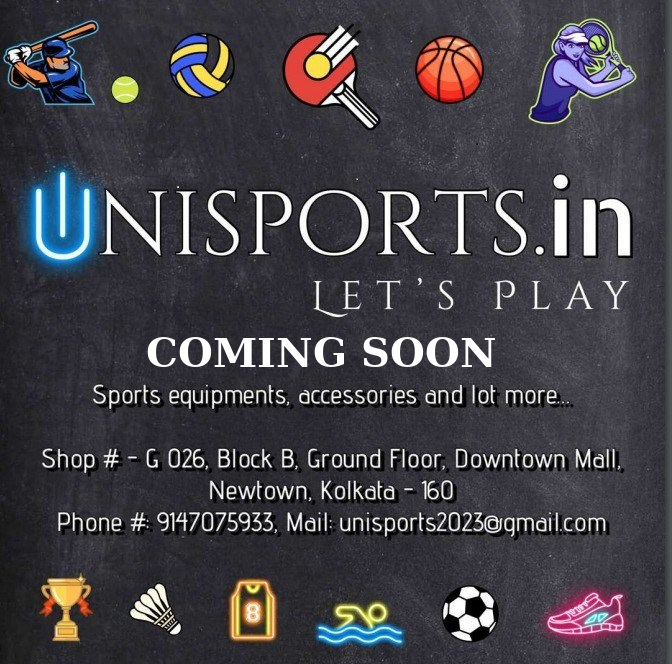 UNISPORTS.in
LET'S PLAY
COMING SOON
Sports equipments, accessories and lot more...
Shop # - G 026, Block B, Ground Floor, Downtown Mall,
Newtown, Kolkata - 160
Phone #: 9147075933, Mail: unisports2023@gmail.com
8